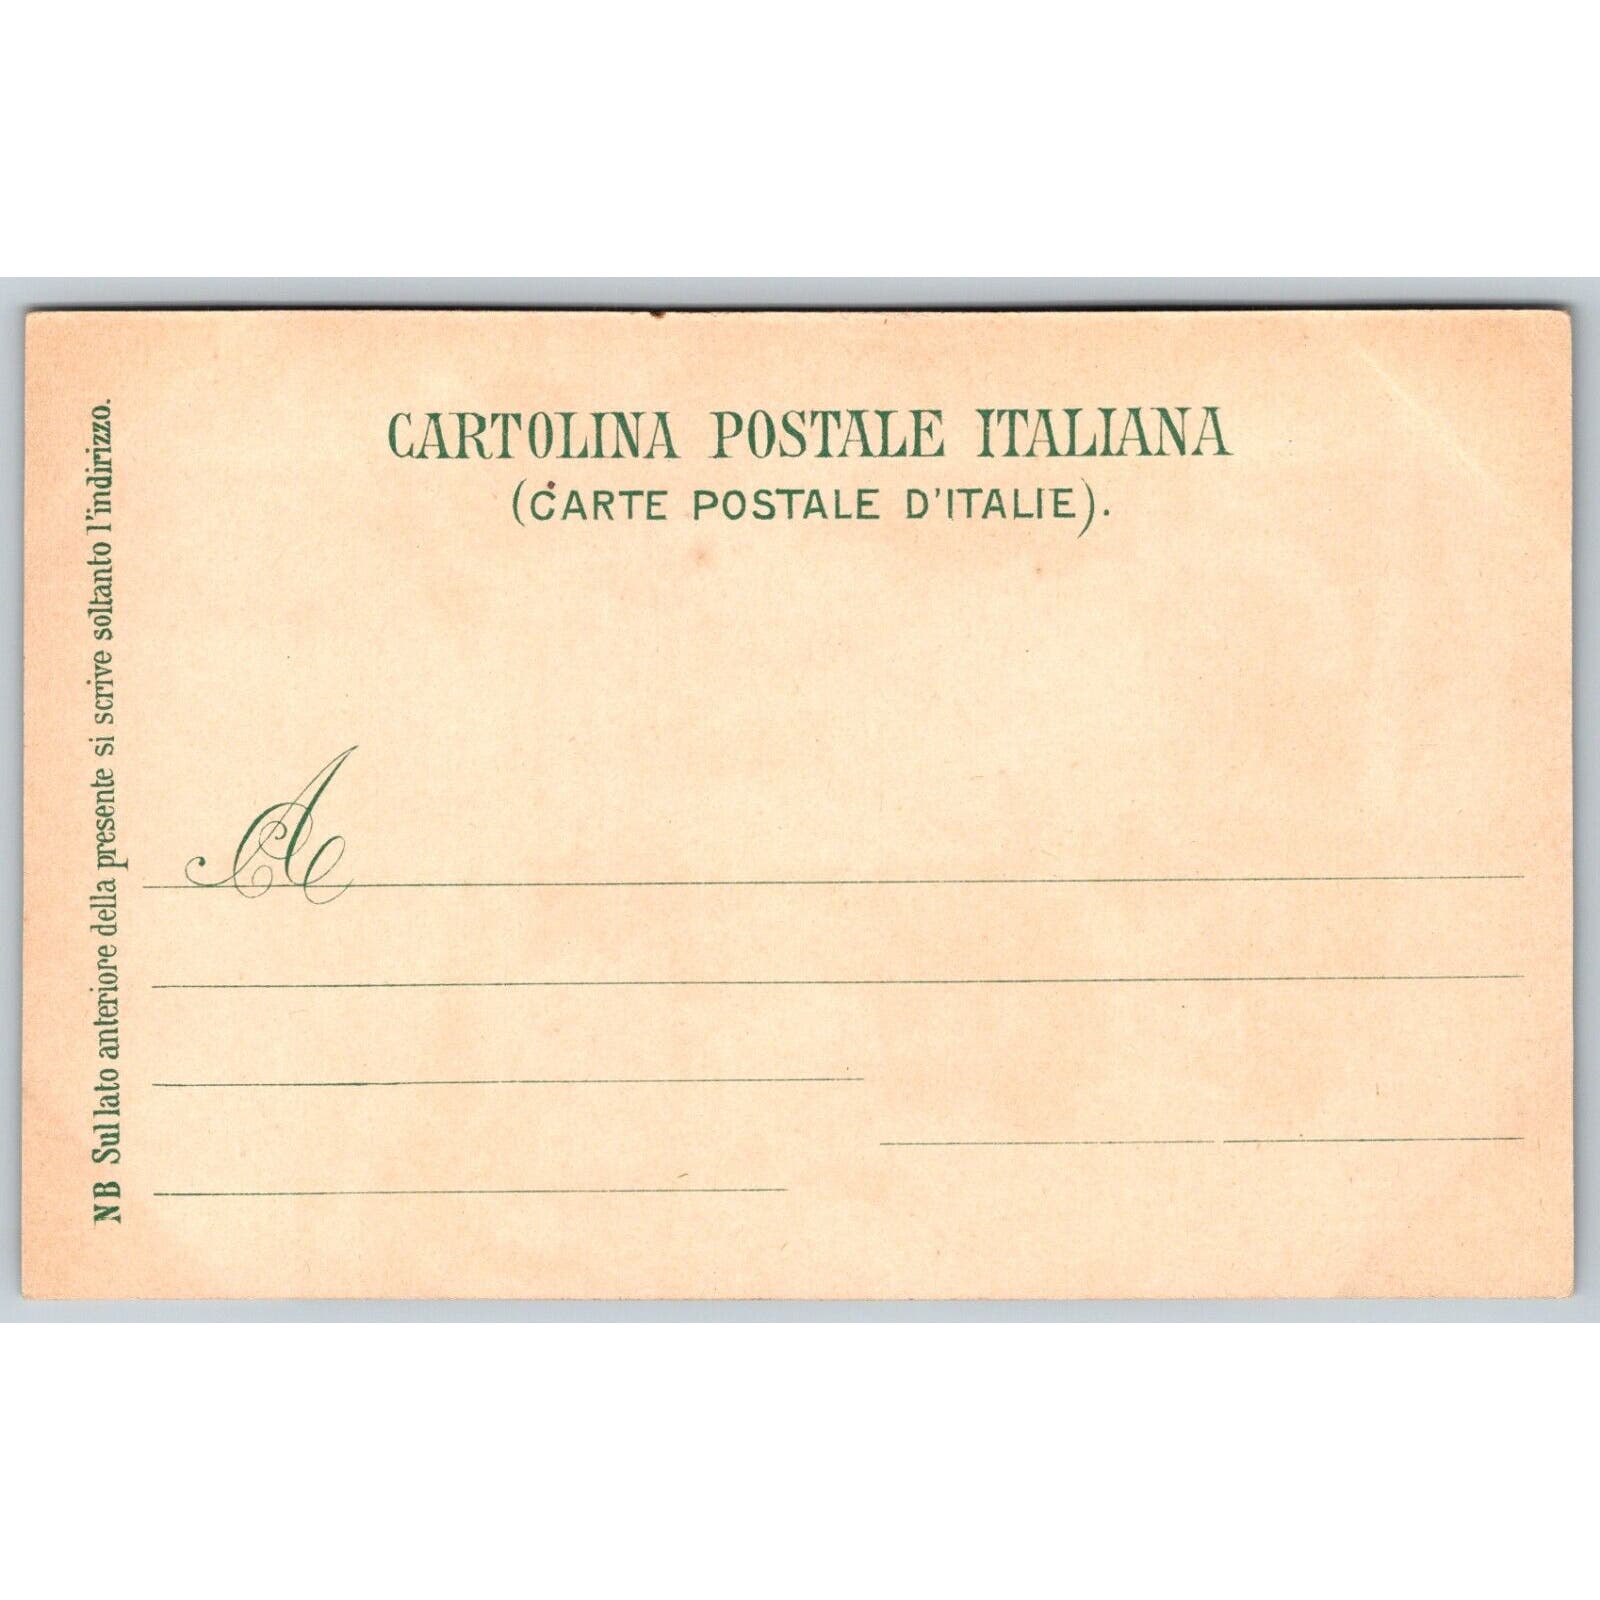 CARTOLINA POSTALE ITALIANA
(CARTE POSTALE D'ITALIE).
A
NB Sul lato anteriore della presente si scrive soltanto l'indirizzo.